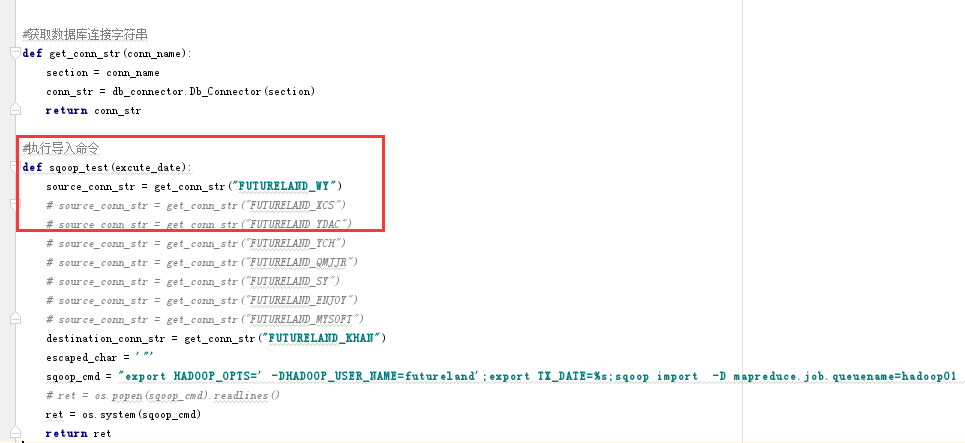 #获取数据库连接字符串
def get_conn_str(conn_name):
section = conn_name
conn_str = db_connector.Db_Connector(section)
return conn_str
#执行导入命令
def sqoop_test(excute_date):
source_conn_str = get_conn_str("FUTURELAND_WY")
# source_conn_str = get_conn_str("FUTURELAND_XCS")
# source_conn_str = get_conn_str("FUTURELAND_YDAC")
# source_conn_str = get_conn_str("FUTURELAND_YCH")
# source_conn_str = get_conn_str("FUTURELAND_QMJJR")
# source_conn_str = get_conn_str("FUTURELAND_SY")
# source_conn_str = get_conn_str("FUTURELAND_ENJOY")
# source_conn_str = get_conn_str("FUTURELAND_MYSOFT")
destination_conn_str = get_conn_str("FUTURELAND_KHAN")
escaped_char = '"'
sqoop_cmd = "export HADOOP_OPTS=' -DHADOOP_USER_NAME=futureland';export TX_DATE=%s;sqoop import  -D mapreduce.job.queuename=hadoop01
# ret = os.popen(sqoop_cmd).readlines()
ret = os.system(sqoop_cmd)
return ret